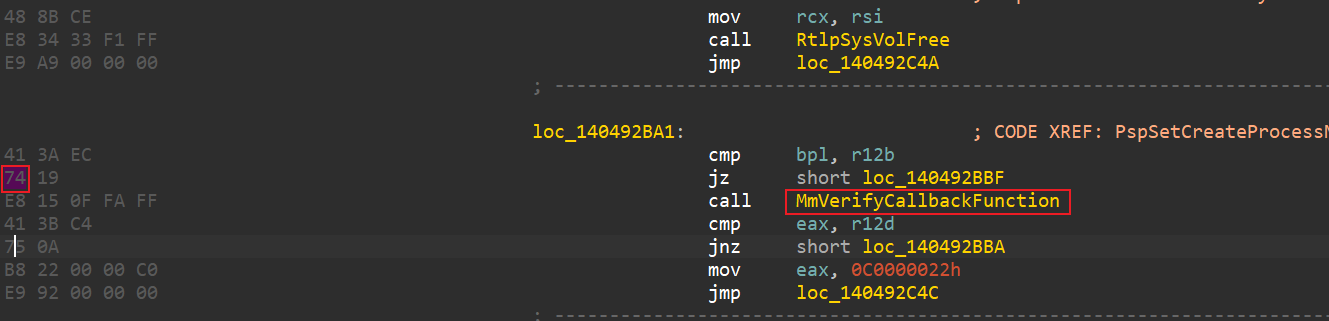 48 8B CE mov rcx, rsi
E8 34 33 F1 FF call RtlpSysVolFree
E9 A9 00 00 00 jmp loc_140492C4A
; ---------------------------------------------------------------------------
loc_140492BA1: ; CODE XREF: PspSetCreateProcessN
41 3A EC cmp bpl, r12b
74 19 jz short loc_140492BBF
E8 15 0F FA FF call MmVerifyCallbackFunction
41 3B C4 cmp eax, r12d
75 0A jnz short loc_140492BBA
B8 22 00 00 C0 mov eax, 0C0000022h
E9 92 00 00 00 jmp loc_140492C4C
; ---------------------------------------------------------------------------